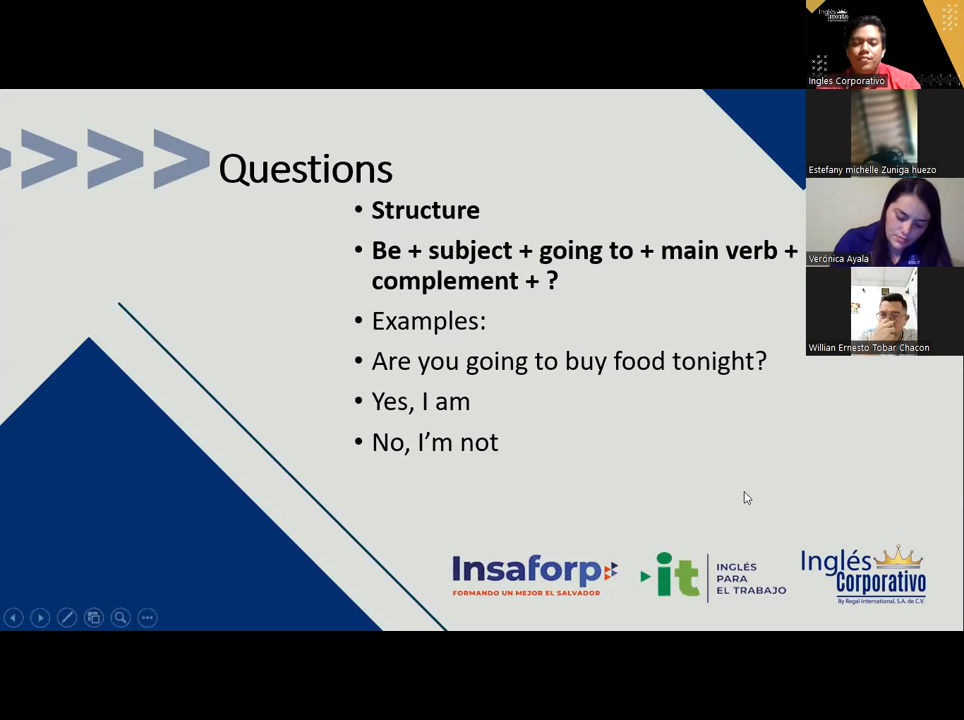 Inglés
Corporativo
Ingles Corporativo
Estefany michelle Zuniga huezo
Verónica Ayala
Willian Ernesto Tobar Chacon
Questions
• Structure
• Be + subject + going to + main verb +
complement + ?
• Examples:
• Are you going to buy food tonight?
• Yes, I am
• No, I’m not
Insaforp
FORMANDO UN MEJOR EL SALVADOR
it
INGLÉS
PARA
EL TRABAJO
Inglés
Corporativo
By Regal International, S.A. de C.V.